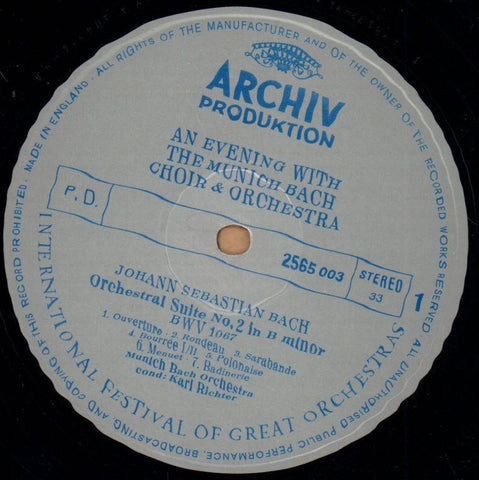 ARCHIV
PRODUKTION
AN EVENING WITH
THE MUNICH BACH
CHOIR & ORCHESTRA
P.D.
2565 003
STEREO
33
1
JOHANN SEBASTIAN BACH
Orchestral Suite No. 2 in B minor
BWV 1067
1. Ouverture - 2. Rondeau - 3. Sarabande
4. Bourrée I/II - 5. Polonaise
6. Menuet - 7. Badinerie
Munich Bach Orchestra
cond: Karl Richter
INTERNATIONAL FESTIVAL OF GREAT ORCHESTRAS
ALL RIGHTS OF THE MANUFACTURER AND OF THE OWNER OF THE RECORDED WORKS RESERVED. ALL UNAUTHORISED PUBLIC PERFORMANCE, BROADCASTING, AND COPYING OF THIS RECORD PROHIBITED. MADE IN ENGLAND.